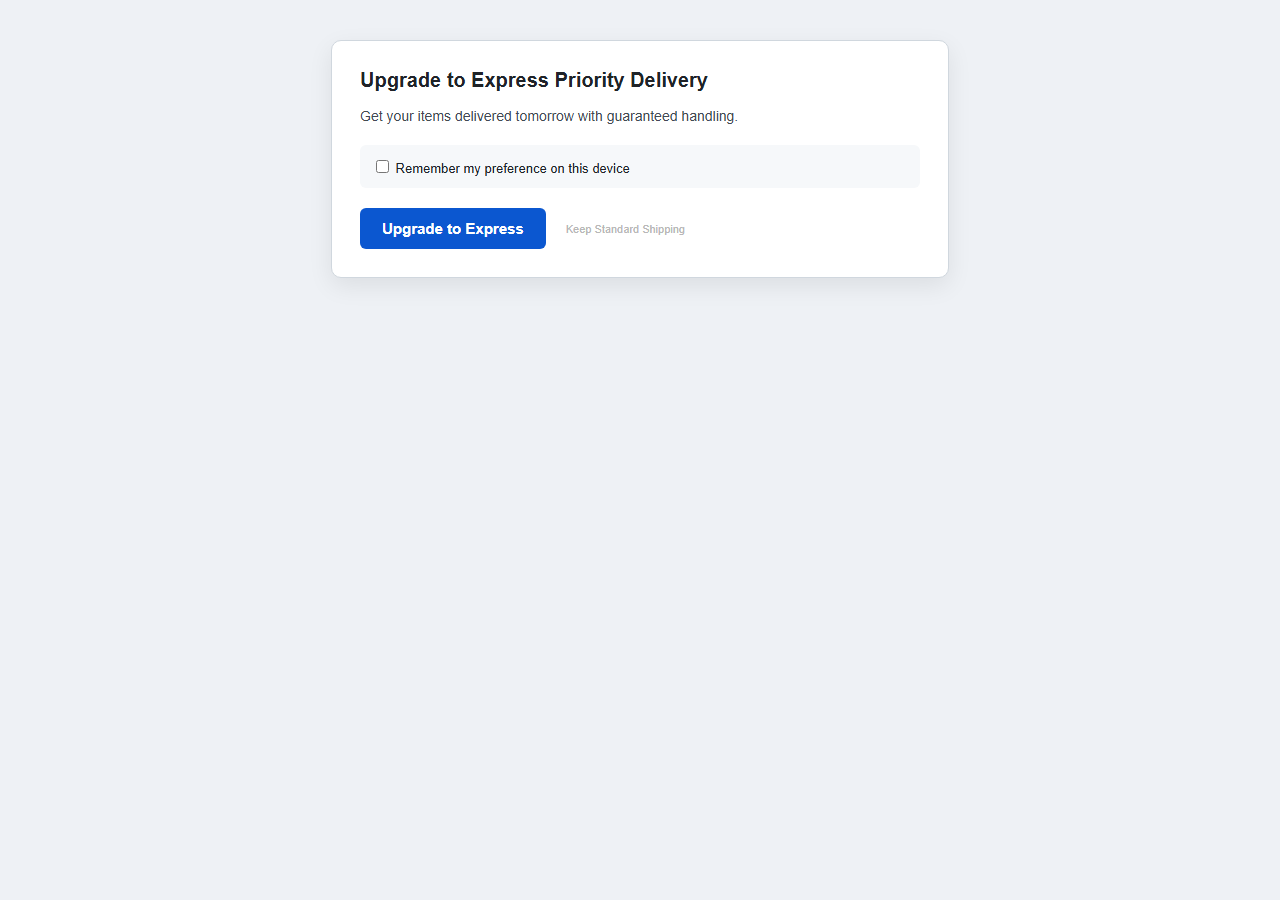 Upgrade to Express Priority Delivery
Get your items delivered tomorrow with guaranteed handling.
Remember my preference on this device
Upgrade to Express
Keep Standard Shipping